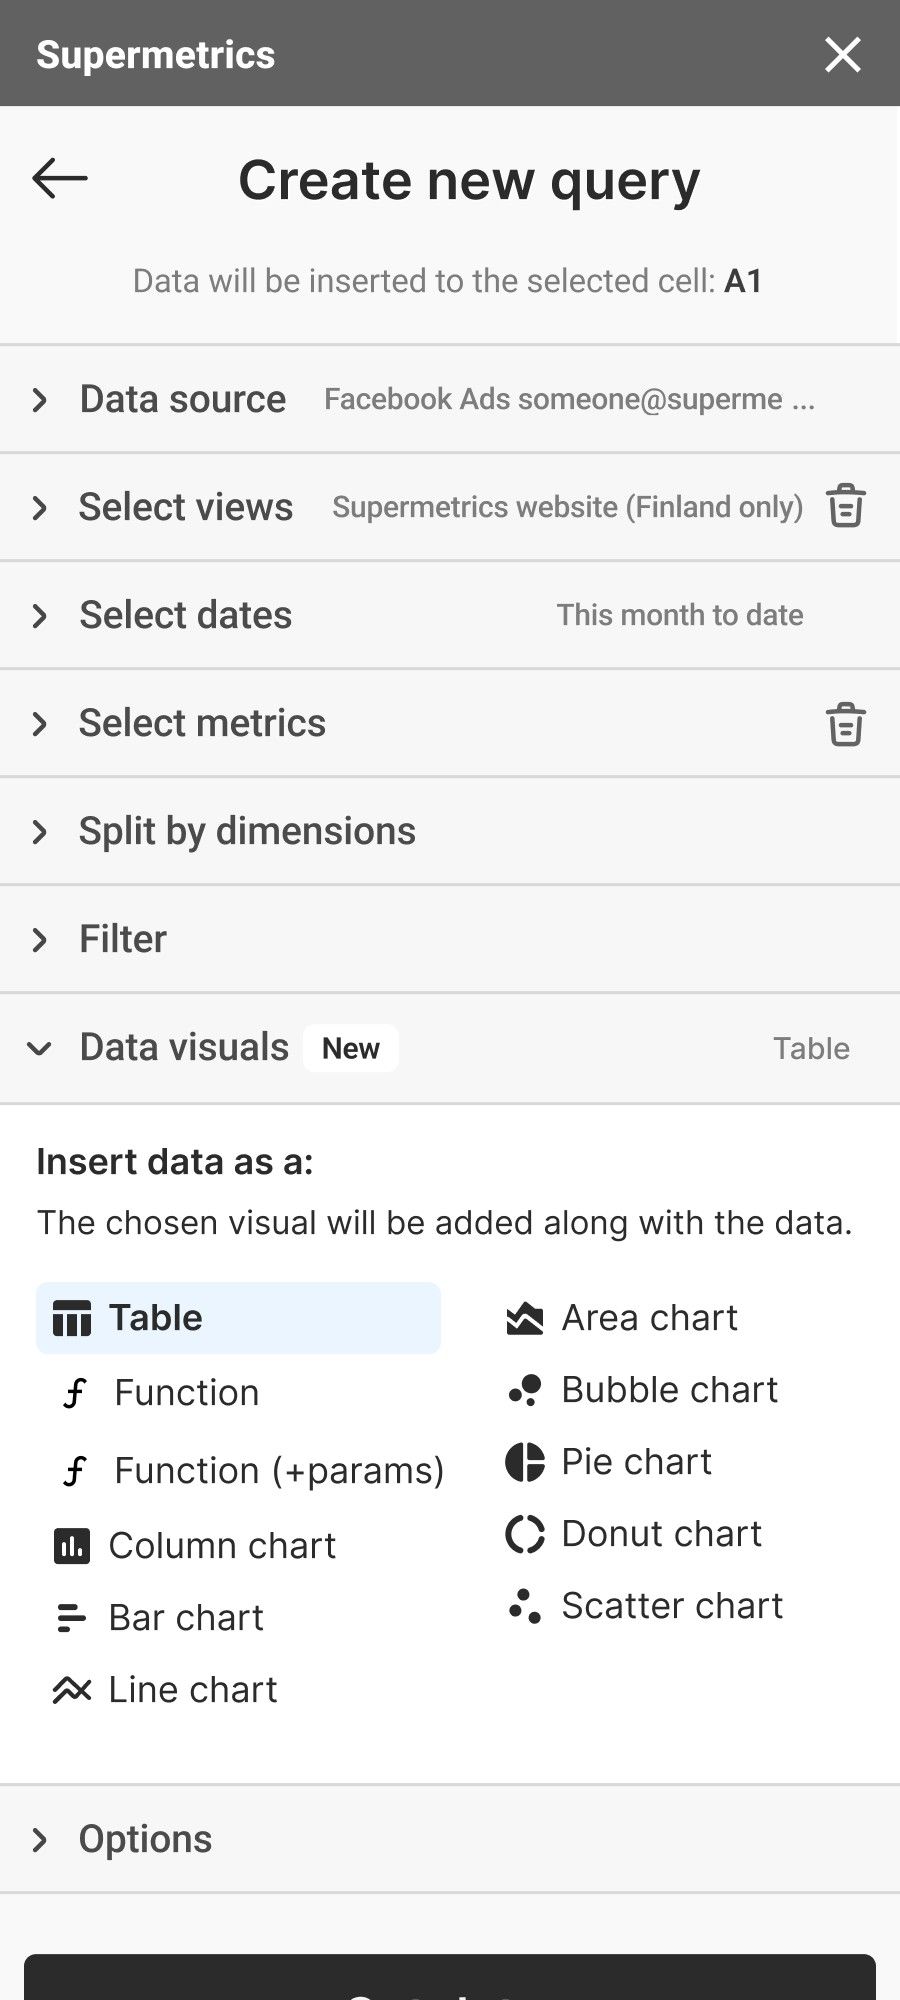 Supermetrics
Create new query
Data will be inserted to the selected cell: A1
Data source Facebook Ads someone@superme ...
Select views Supermetrics website (Finland only)
Select dates This month to date
Select metrics
Split by dimensions
Filter
Data visuals New Table
Insert data as a:
The chosen visual will be added along with the data.
Table
Function
Function (+params)
Column chart
Bar chart
Line chart
Area chart
Bubble chart
Pie chart
Donut chart
Scatter chart
Options